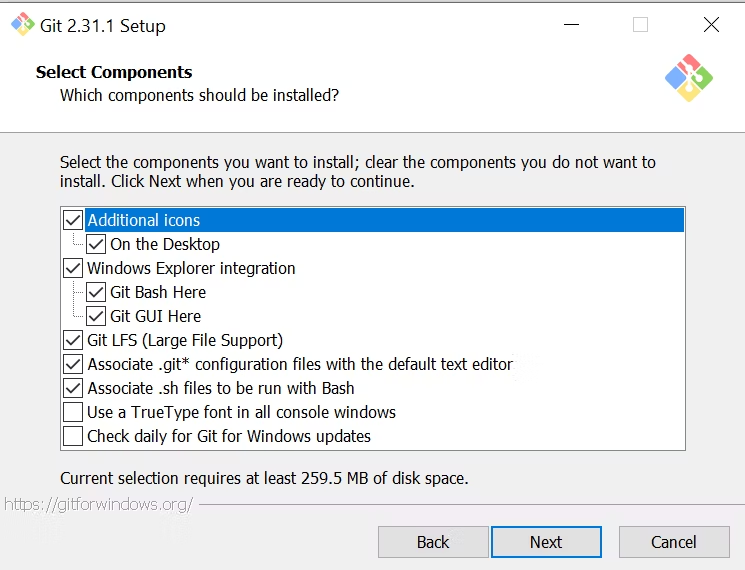 Git 2.31.1 Setup
Select Components
Which components should be installed?
Select the components you want to install; clear the components you do not want to
install. Click Next when you are ready to continue.
Additional icons
On the Desktop
Windows Explorer integration
Git Bash Here
Git GUI Here
Git LFS (Large File Support)
Associate .git* configuration files with the default text editor
Associate .sh files to be run with Bash
Use a TrueType font in all console windows
Check daily for Git for Windows updates
Current selection requires at least 259.5 MB of disk space.
https://gitforwindows.org/
Back
Next
Cancel